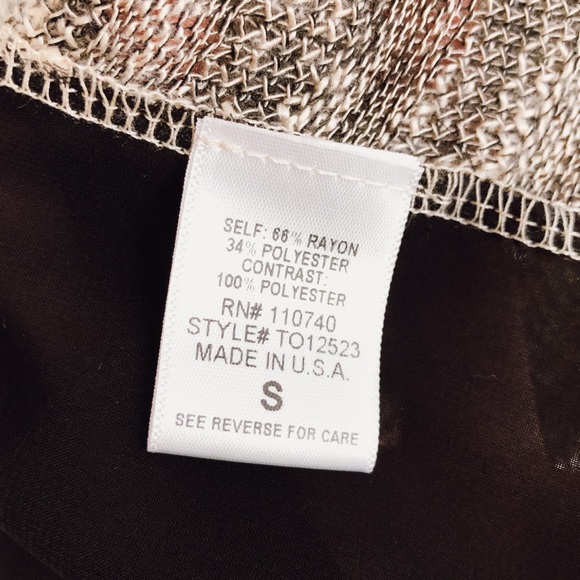 SELF: 66% RAYON
34% POLYESTER
CONTRAST:
100% POLYESTER
RN# 110740
STYLE# TO12523
MADE IN U.S.A.
S
SEE REVERSE FOR CARE